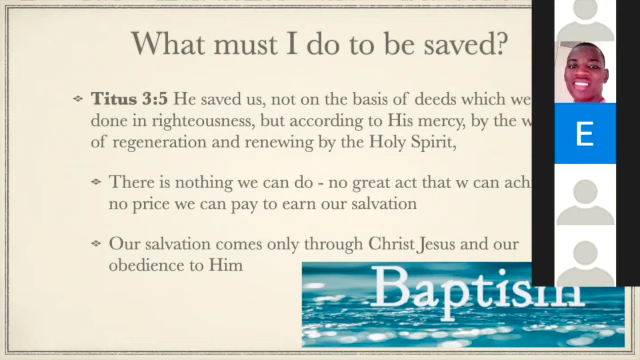 What must I do to be saved?
Titus 3:5 He saved us, not on the basis of deeds which we
done in righteousness, but according to His mercy, by the w
of regeneration and renewing by the Holy Spirit,
There is nothing we can do - no great act that w can ach
no price we can pay to earn our salvation
Our salvation comes only through Christ Jesus and our
obedience to Him
Baptism
E